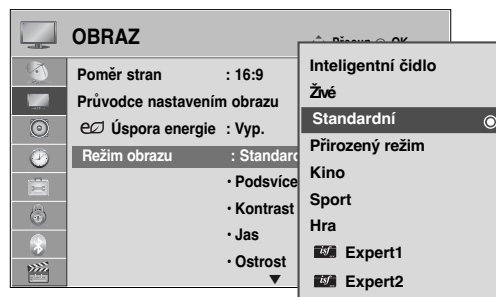 OBRAZ
Přesun OK
Poměr stran : 16:9
Průvodce nastavením obrazu
Úspora energie : Vyp.
Režim obrazu : Standard
• Podsvíce
• Kontrast
• Jas
• Ostrost
Inteligentní čidlo
Živé
Standardní
Přirozený režim
Kino
Sport
Hra
isf Expert1
isf Expert2